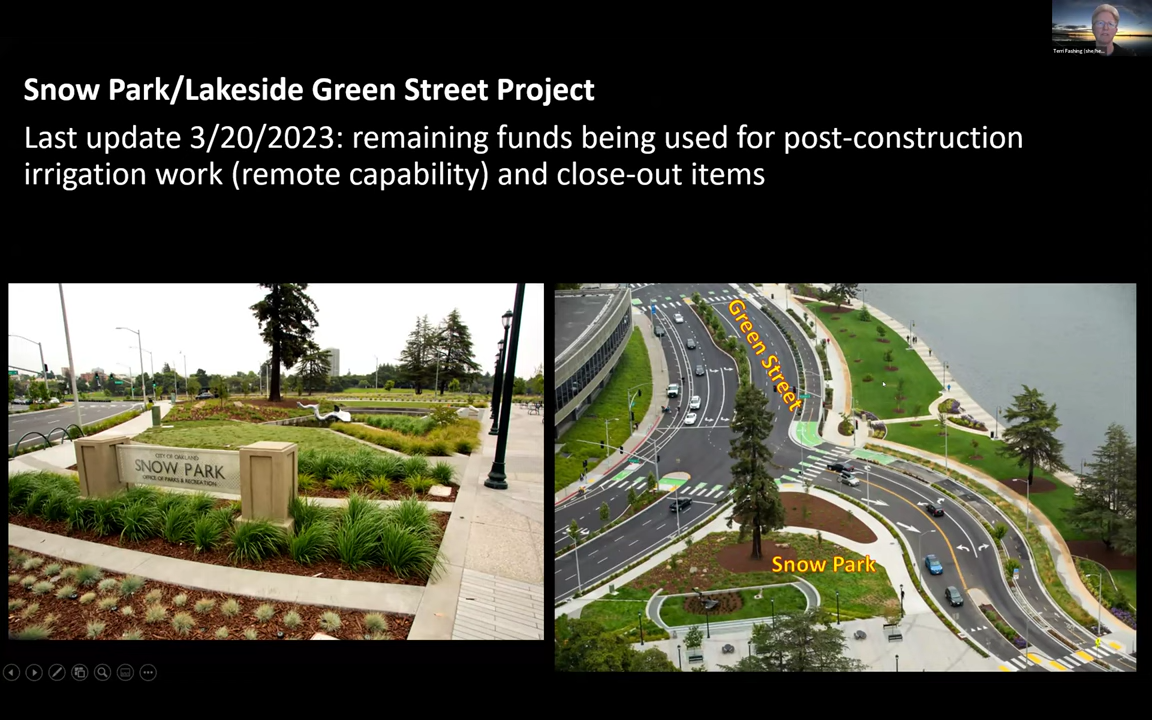 Terri Fashing (she/he...
Snow Park/Lakeside Green Street Project
Last update 3/20/2023: remaining funds being used for post-construction
irrigation work (remote capability) and close-out items
CITY OF OAKLAND
SNOW PARK
OFFICE OF PARKS & RECREATION
Green Street
Snow Park